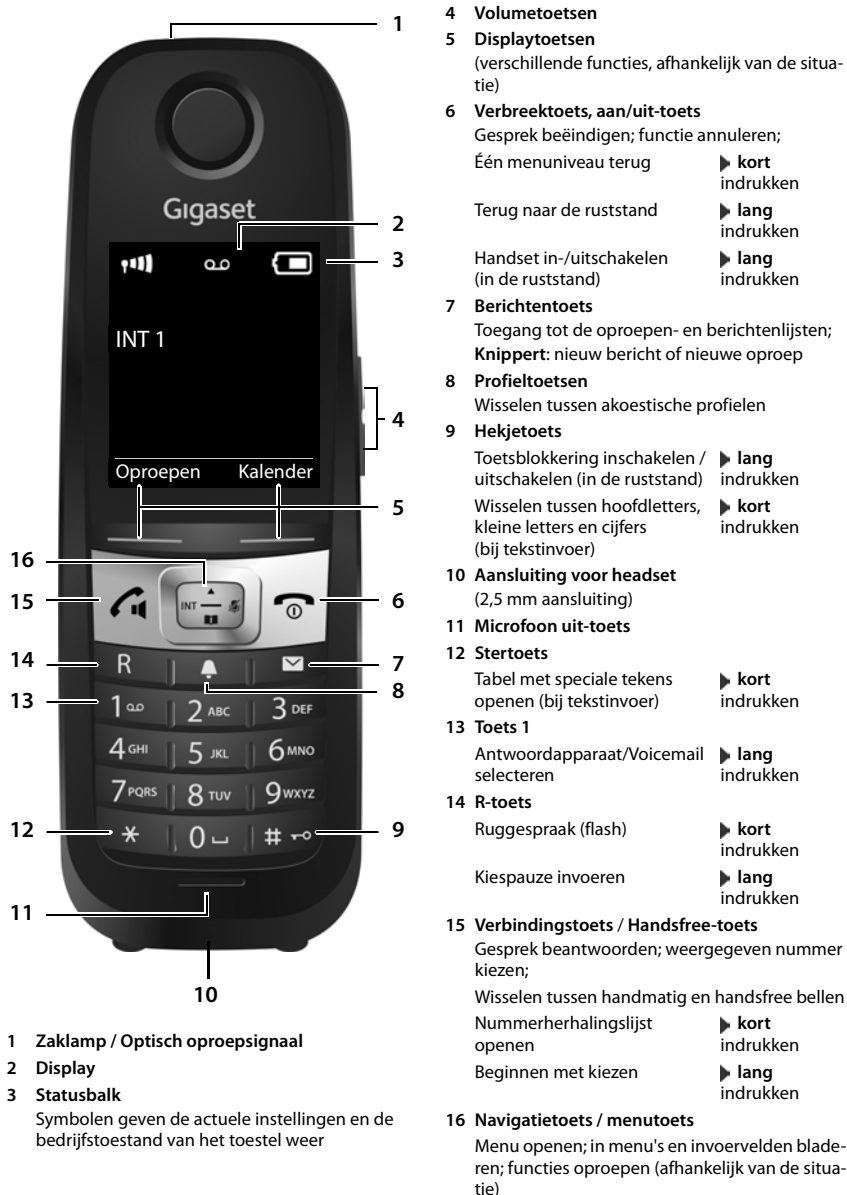 1
Gigaset
2
3
INT 1
4
Oproepen Kalender
5
16
15
INT
6
14
R
7
8
13
1
2 ABC
3 DEF
4 GHI
5 JKL
6 MNO
7 PQRS
8 TUV
9 WXYZ
12
*
0
#
9
11
10
1 Zaklamp / Optisch oproepsignaal
2 Display
3 Statusbalk
Symbolen geven de actuele instellingen en de
bedrijfstoestand van het toestel weer
4 Volumetoetsen
5 Displaytoetsen
(verschillende functies, afhankelijk van de situa-
tie)
6 Verbreektoets, aan/uit-toets
Gesprek beëindigen; functie annuleren;
Één menuniveau terug kort
indrukken
Terug naar de ruststand lang
indrukken
Handset in-/uitschakelen lang
(in de ruststand) indrukken
7 Berichtentoets
Toegang tot de oproepen- en berichtenlijsten;
Knippert: nieuw bericht of nieuwe oproep
8 Profieltoetsen
Wisselen tussen akoestische profielen
9 Hekjetoets
Toetsblokkering inschakelen / lang
uitschakelen (in de ruststand) indrukken
Wisselen tussen hoofdletters, kort
kleine letters en cijfers indrukken
(bij tekstinvoer)
10 Aansluiting voor headset
(2,5 mm aansluiting)
11 Microfoon uit-toets
12 Stertoets
Tabel met speciale tekens kort
openen (bij tekstinvoer) indrukken
13 Toets 1
Antwoordapparaat/Voicemail lang
selecteren indrukken
14 R-toets
Ruggespraak (flash) kort
indrukken
Kiespauze invoeren lang
indrukken
15 Verbindingstoets / Handsfree-toets
Gesprek beantwoorden; weergegeven nummer
kiezen;
Wisselen tussen handmatig en handsfree bellen
Nummerherhalingslijst kort
openen indrukken
Beginnen met kiezen lang
indrukken
16 Navigatietoets / menutoets
Menu openen; in menu's en invoervelden blade-
ren; functies oproepen (afhankelijk van de situa-
tie)